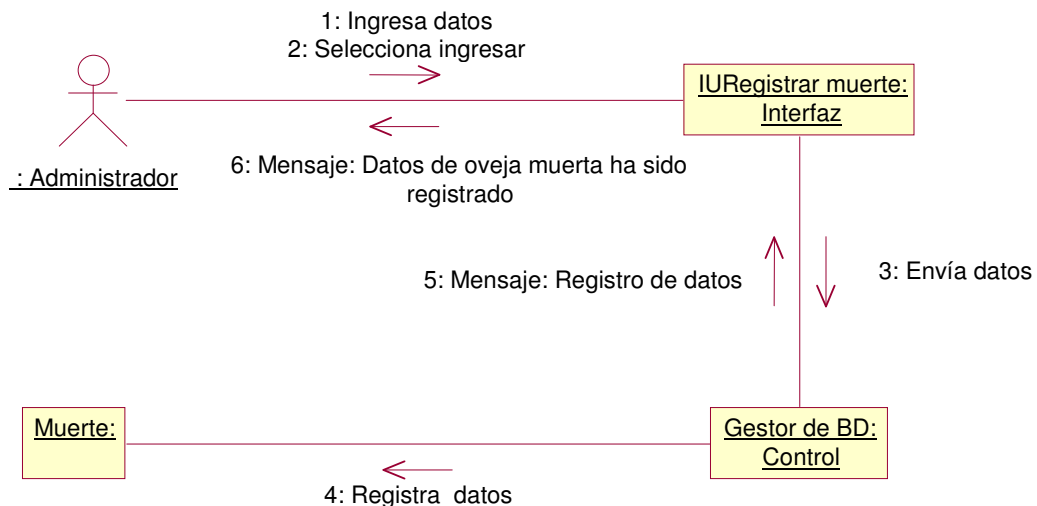 1: Ingresa datos
2: Selecciona ingresar
IURegistrar muerte:
Interfaz
: Administrador
6: Mensaje: Datos de oveja muerta ha sido
registrado
5: Mensaje: Registro de datos
3: Envía datos
Muerte:
Gestor de BD:
Control
4: Registra datos